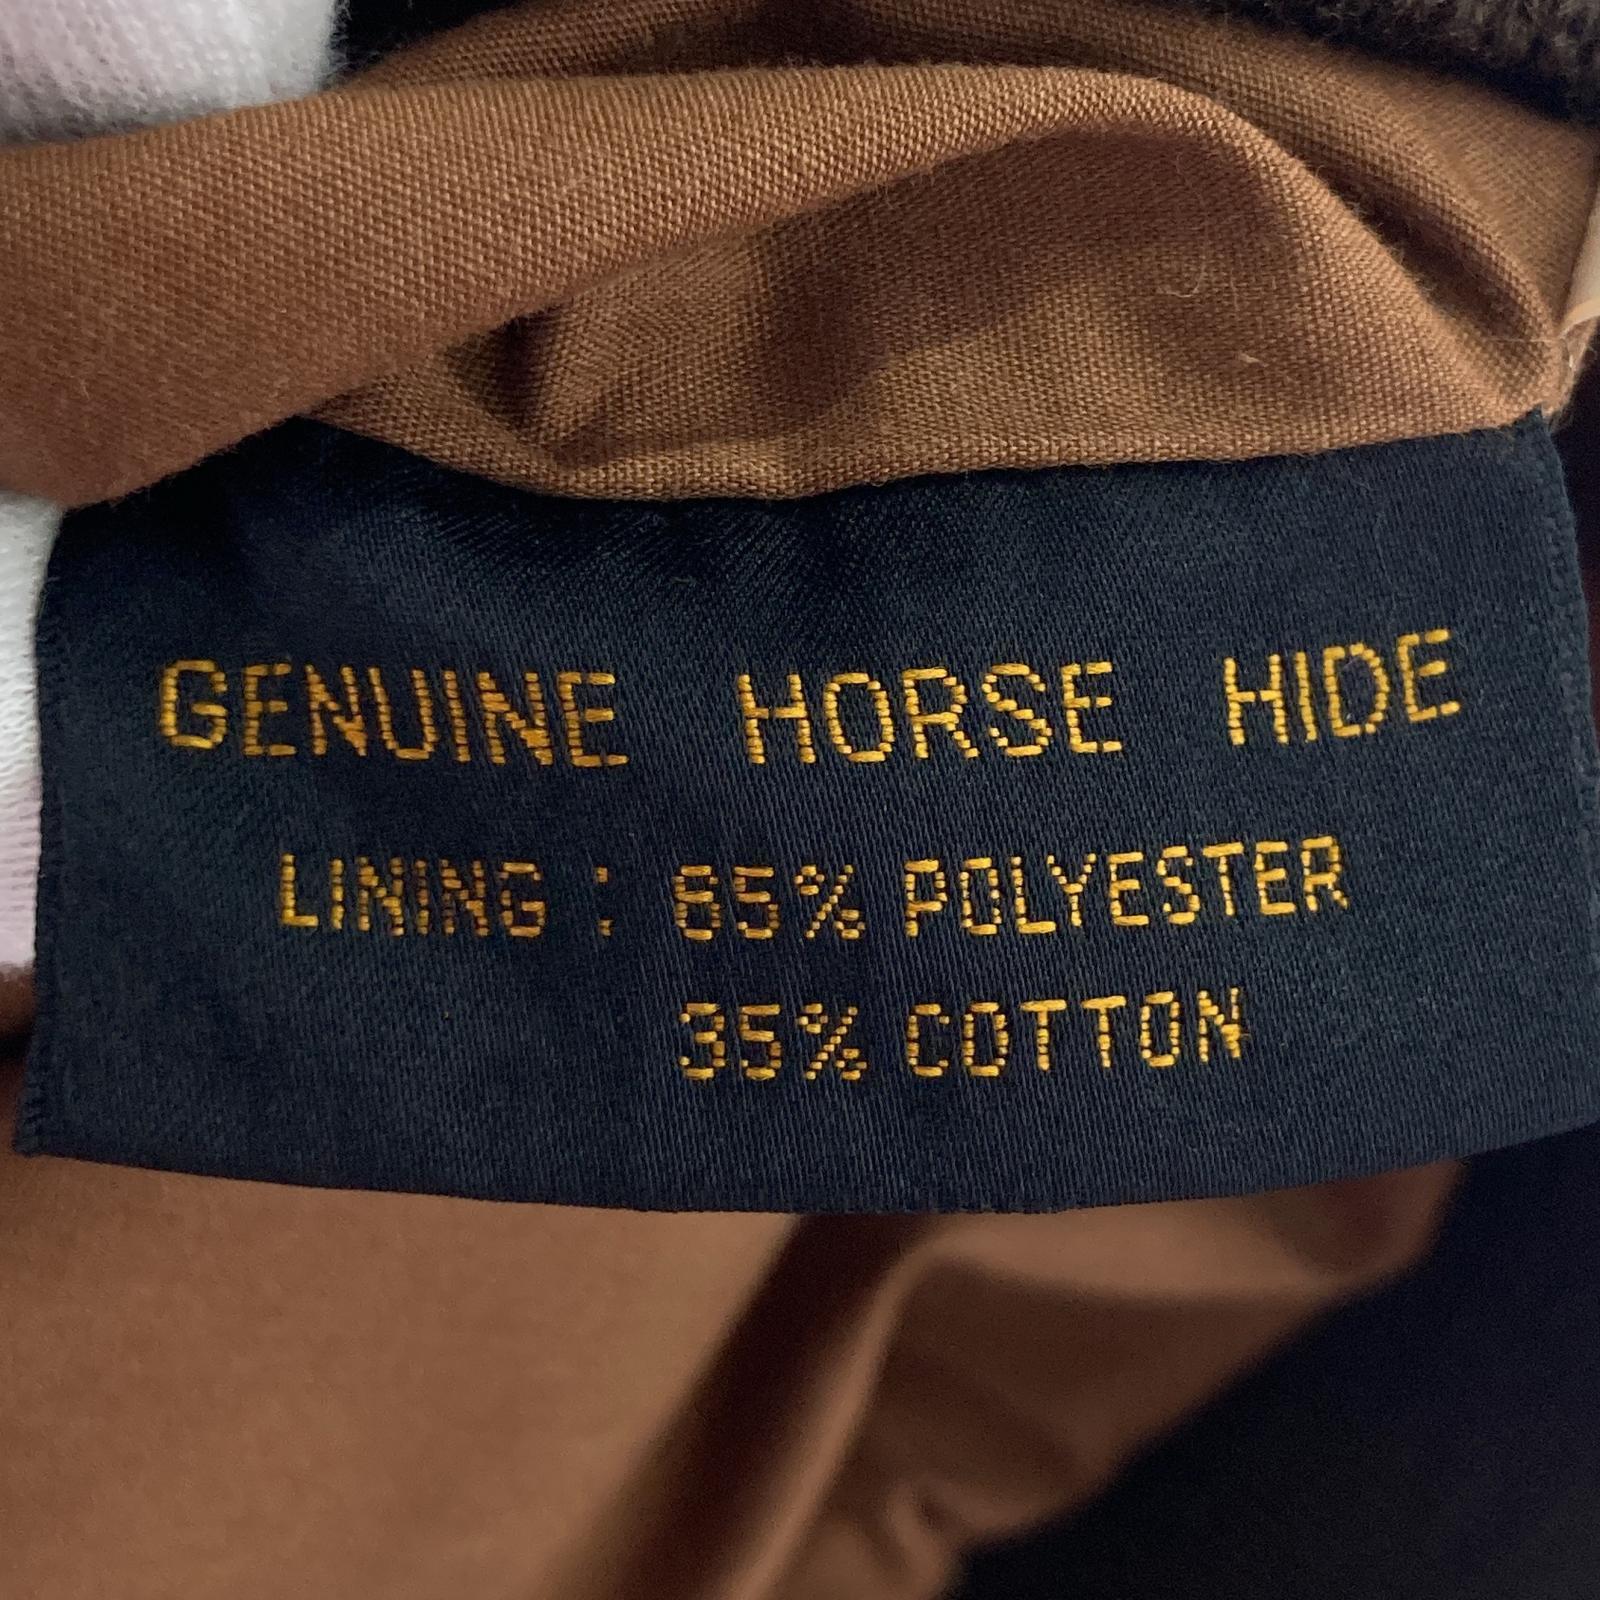 GENUINE HORSE HIDE
LINING : 65% POLYESTER
35% COTTON